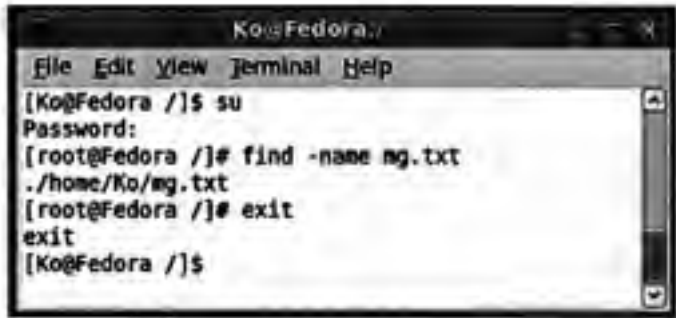 Ko@Fedora:/
File Edit View Terminal Help
[Ko@Fedora /]$ su
Password:
[root@Fedora /]# find -name mg.txt
./home/Ko/mg.txt
[root@Fedora /]# exit
exit
[Ko@Fedora /]$